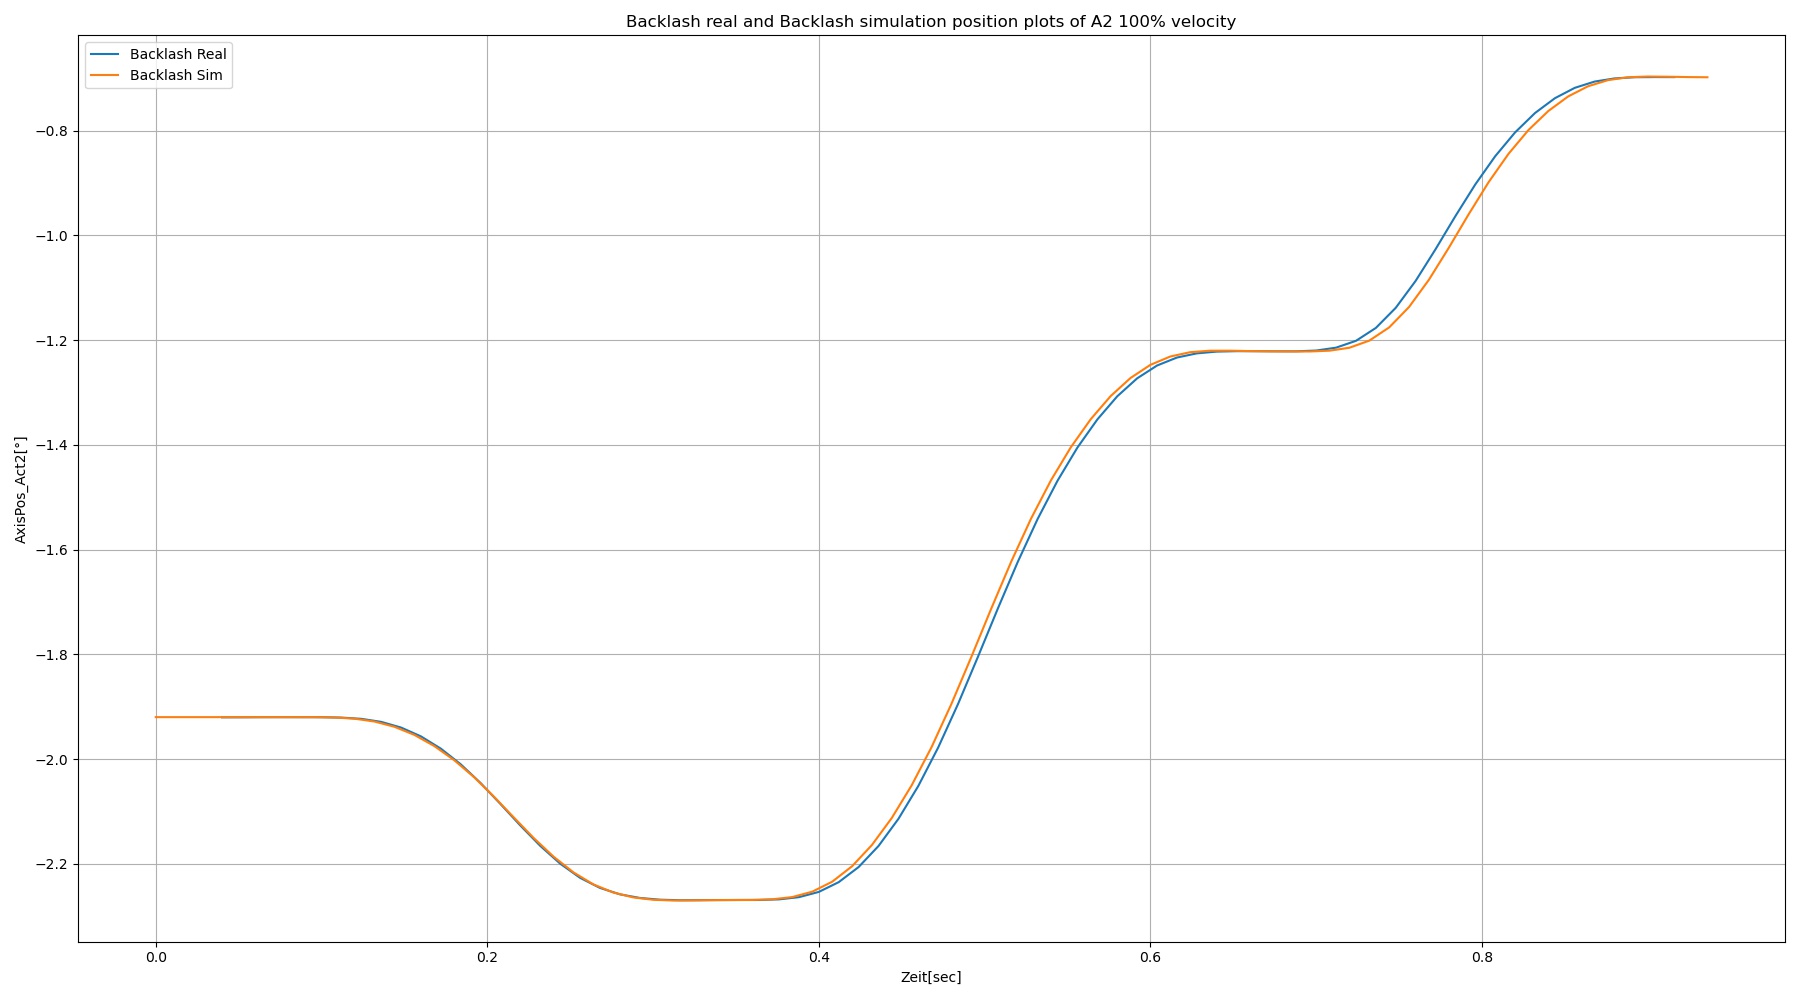 Backlash real and Backlash simulation position plots of A2 100% velocity
Backlash Real
Backlash Sim
−0.8
−1.0
−1.2
−1.4
−1.6
−1.8
−2.0
−2.2
AxisPos_Act2[°]
0.0 0.2 0.4 0.6 0.8
Zeit[sec]